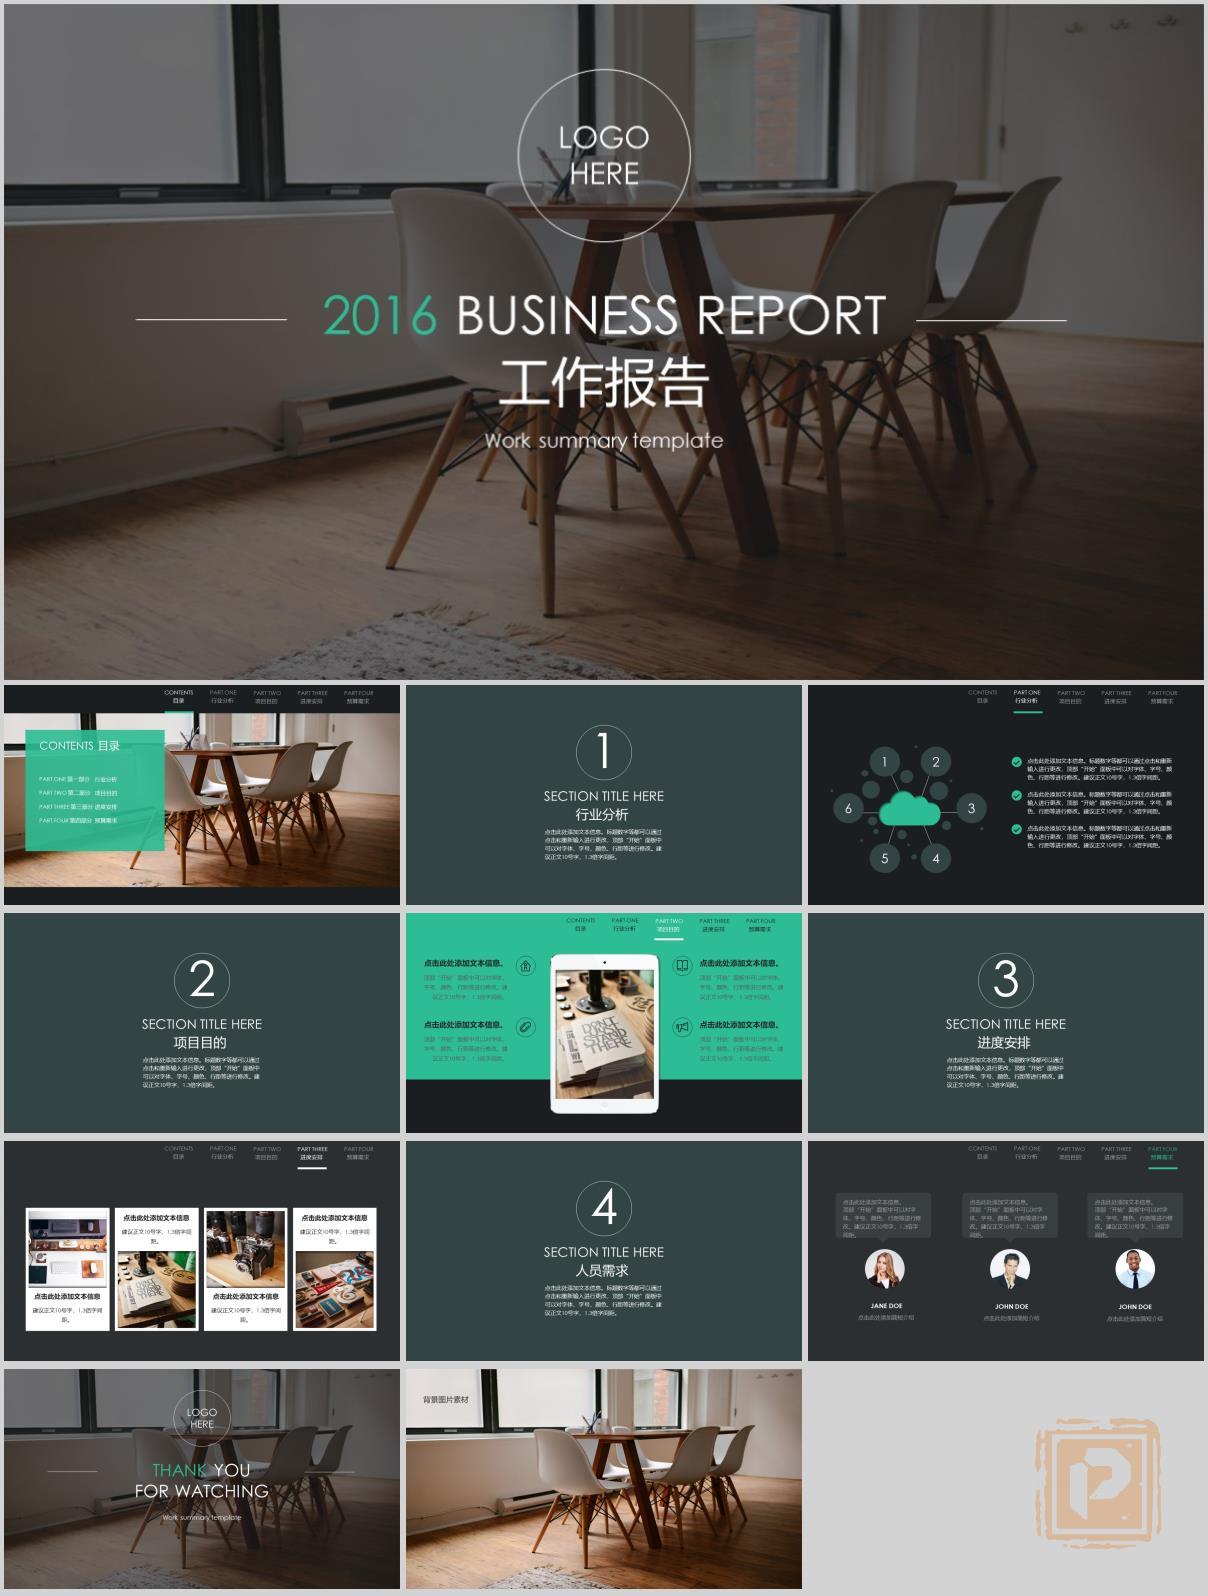 LOGO
HERE
2016 BUSINESS REPORT
工作报告
Work summary template
CONTENTS
目录
PART ONE
行业分析
PART TWO
项目目的
PART THREE
进度安排
PART FOUR
预算需求
CONTENTS 目录
PART ONE 第一部分 行业分析
PART TWO 第二部分 项目目的
PART THREE 第三部分 进度安排
PART FOUR 第四部分 预算需求
1
SECTION TITLE HERE
行业分析
点击此处添加文本信息。标题数字等都可以通过
点击和重新输入进行更改，顶部“开始”面板中
可以对字体、字号、颜色、行距等进行修改。建
议正文10号字，1.3倍字间距。
CONTENTS
目录
PART ONE
行业分析
PART TWO
项目目的
PART THREE
进度安排
PART FOUR
预算需求
1
2
3
4
5
6
点击此处添加文本信息。标题数字等都可以通过点击和重新
输入进行更改，顶部“开始”面板中可以对字体、字号、颜
色、行距等进行修改。建议正文10号字，1.3倍字间距。
点击此处添加文本信息。标题数字等都可以通过点击和重新
输入进行更改，顶部“开始”面板中可以对字体、字号、颜
色、行距等进行修改。建议正文10号字，1.3倍字间距。
点击此处添加文本信息。标题数字等都可以通过点击和重新
输入进行更改，顶部“开始”面板中可以对字体、字号、颜
色、行距等进行修改。建议正文10号字，1.3倍字间距。
2
SECTION TITLE HERE
项目目的
点击此处添加文本信息。标题数字等都可以通过
点击和重新输入进行更改，顶部“开始”面板中
可以对字体、字号、颜色、行距等进行修改。建
议正文10号字，1.3倍字间距。
CONTENTS
目录
PART ONE
行业分析
PART TWO
项目目的
PART THREE
进度安排
PART FOUR
预算需求
点击此处添加文本信息。
顶部“开始”面板中可以对字体、
字号、颜色、行距等进行修改。建
议正文10号字，1.3倍字间距。
点击此处添加文本信息。
顶部“开始”面板中可以对字体、
字号、颜色、行距等进行修改。建
议正文10号字，1.3倍字间距。
DON'T
JUST
STAND
THERE
点击此处添加文本信息。
顶部“开始”面板中可以对字体、
字号、颜色、行距等进行修改。建
议正文10号字，1.3倍字间距。
点击此处添加文本信息。
顶部“开始”面板中可以对字体、
字号、颜色、行距等进行修改。建
议正文10号字，1.3倍字间距。
3
SECTION TITLE HERE
进度安排
点击此处添加文本信息。标题数字等都可以通过
点击和重新输入进行更改，顶部“开始”面板中
可以对字体、字号、颜色、行距等进行修改。建
议正文10号字，1.3倍字间距。
CONTENTS
目录
PART ONE
行业分析
PART TWO
项目目的
PART THREE
进度安排
PART FOUR
预算需求
点击此处添加文本信息
建议正文10号字，1.3倍字间
距。
点击此处添加文本信息
建议正文10号字，1.3倍字间
距。
点击此处添加文本信息
建议正文10号字，1.3倍字间
距。
点击此处添加文本信息
建议正文10号字，1.3倍字间
距。
4
SECTION TITLE HERE
人员需求
点击此处添加文本信息。标题数字等都可以通过
点击和重新输入进行更改，顶部“开始”面板中
可以对字体、字号、颜色、行距等进行修改。建
议正文10号字，1.3倍字间距。
CONTENTS
目录
PART ONE
行业分析
PART TWO
项目目的
PART THREE
进度安排
PART FOUR
预算需求
点击此处添加文本信息。
顶部“开始”面板中可以对字
体、字号、颜色、行距等进行修
改。建议正文10号字，1.3倍字
间距。
JANE DOE
点击此处添加简短介绍
点击此处添加文本信息。
顶部“开始”面板中可以对字
体、字号、颜色、行距等进行修
改。建议正文10号字，1.3倍字
间距。
JOHN DOE
点击此处添加简短介绍
点击此处添加文本信息。
顶部“开始”面板中可以对字
体、字号、颜色、行距等进行修
改。建议正文10号字，1.3倍字
间距。
JOHN DOE
点击此处添加简短介绍
LOGO
HERE
THANK YOU
FOR WATCHING
Work summary template
背景图片素材